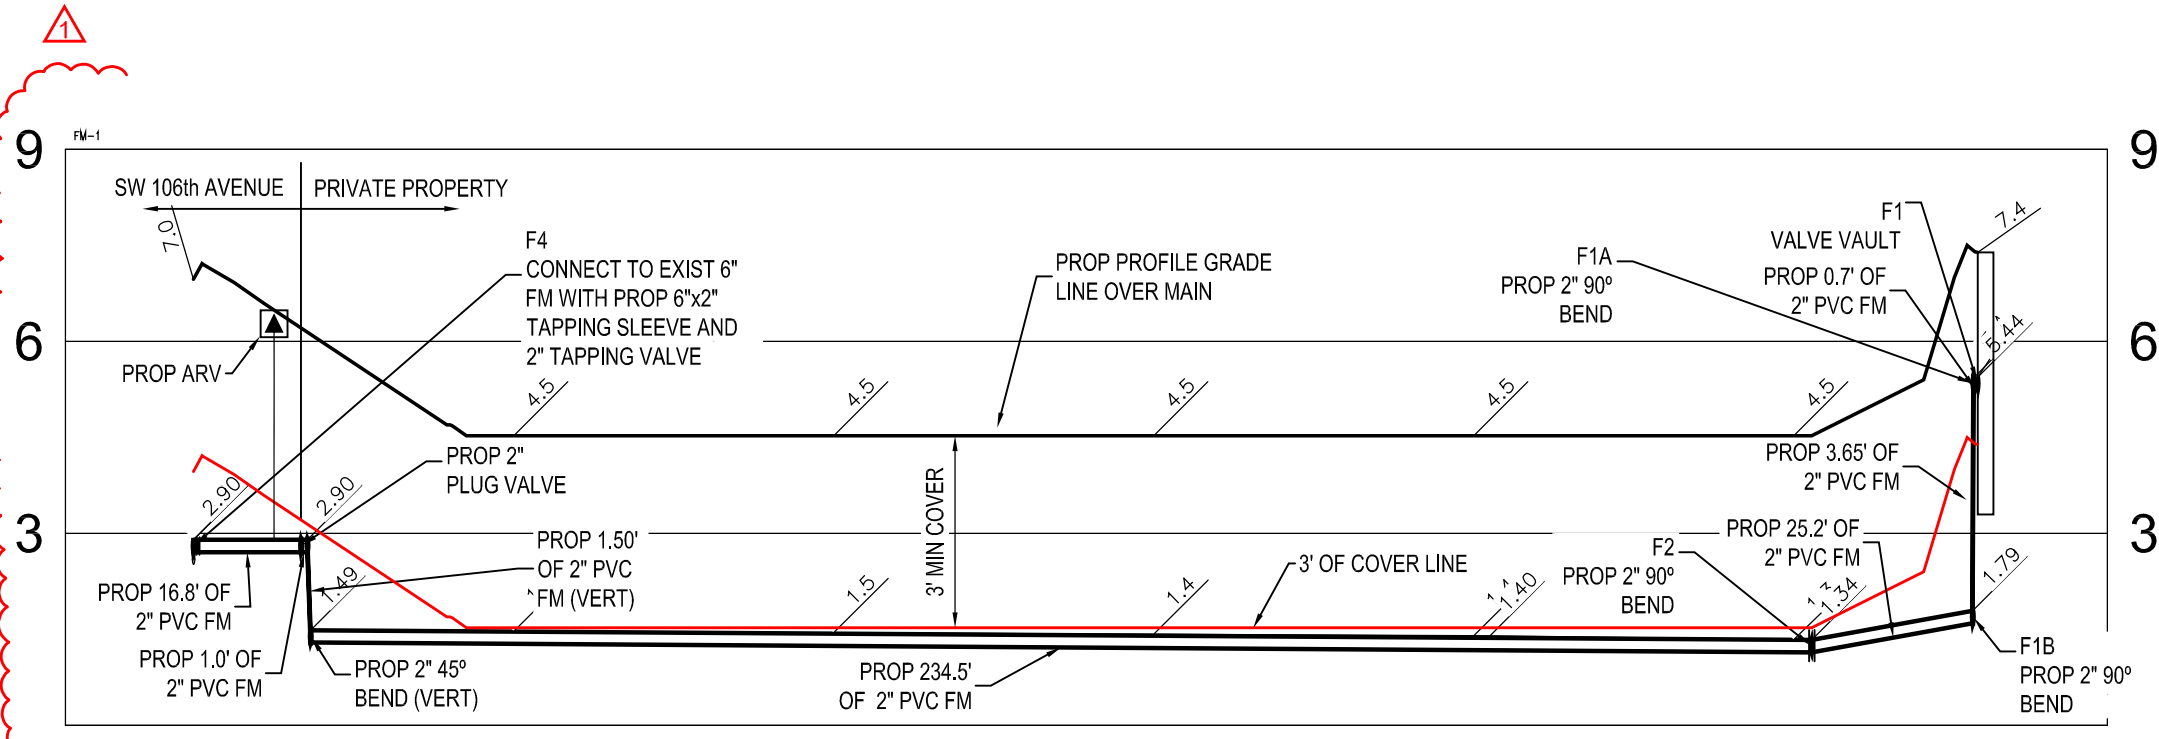 1
FM-1
9
9
SW 106th AVENUE
PRIVATE PROPERTY
7.0
F4
CONNECT TO EXIST 6"
FM WITH PROP 6"x2"
TAPPING SLEEVE AND
2" TAPPING VALVE
PROP PROFILE GRADE
LINE OVER MAIN
F1A
PROP 2" 90º
BEND
F1
VALVE VAULT
PROP 0.7' OF
2" PVC FM
7.4
5.44
6
6
PROP ARV
4.5
4.5
4.5
4.5
4.5
PROP 2"
PLUG VALVE
2.90
2.90
3' MIN COVER
PROP 3.65' OF
2" PVC FM
3
3
PROP 1.50'
OF 2" PVC
FM (VERT)
1.49
1.5
1.4
1.40
3' OF COVER LINE
F2
PROP 2" 90º
BEND
PROP 25.2' OF
2" PVC FM
1.34
1.79
PROP 16.8' OF
2" PVC FM
PROP 1.0' OF
2" PVC FM
PROP 2" 45º
BEND (VERT)
PROP 234.5'
OF 2" PVC FM
F1B
PROP 2" 90º
BEND